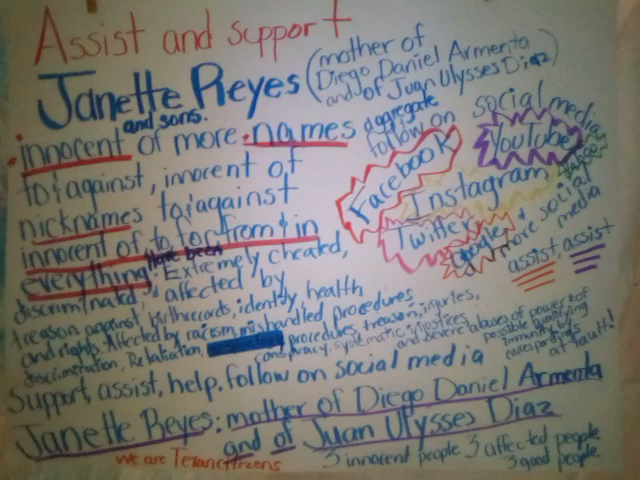 Assist and support
Janette Reyes (mother of
Diego Daniel Armenta
and of Juan Ulysses Diaz)
and sons.
innocent of more names
to & against, innocent of
nicknames to & against
innocent of to for from & in
everything. Have been Extremely cheated,
discriminated, affected by
treason against birth records, identity, health
and rights. Affected by racism, mishandled procedures
discrimination, Retaliation, procedures, treason, injuries,
conspiracy, systematic injustices
and severe abuses of power & of
possible qualifying
immunity by
at fault!
aggregate
follow on social media
Facebook YouTube
Instagram
Twitter
Google &
more social
media
assist, assist
Support, assist, help, follow on social media
Janette Reyes: mother of Diego Daniel Armenta
and of Juan Ulysses Diaz
we are Texan citizens
3 innocent people 3 affected people
3 good people.